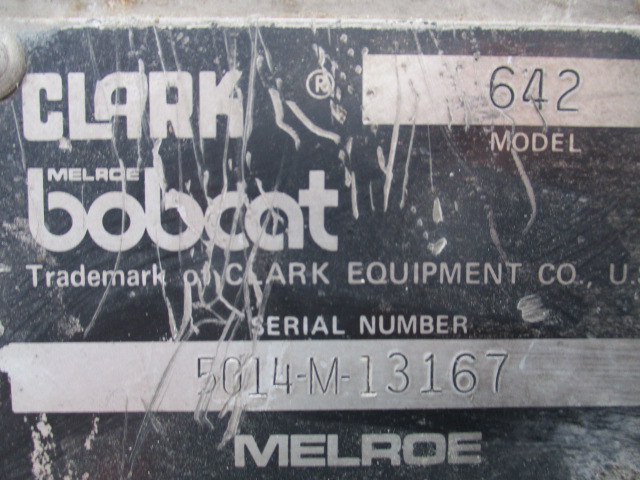 CLARK ® 642
MODEL
MELROE
bobcat
Trademark of CLARK EQUIPMENT CO., U.
SERIAL NUMBER
5014-M-13167
MELROE